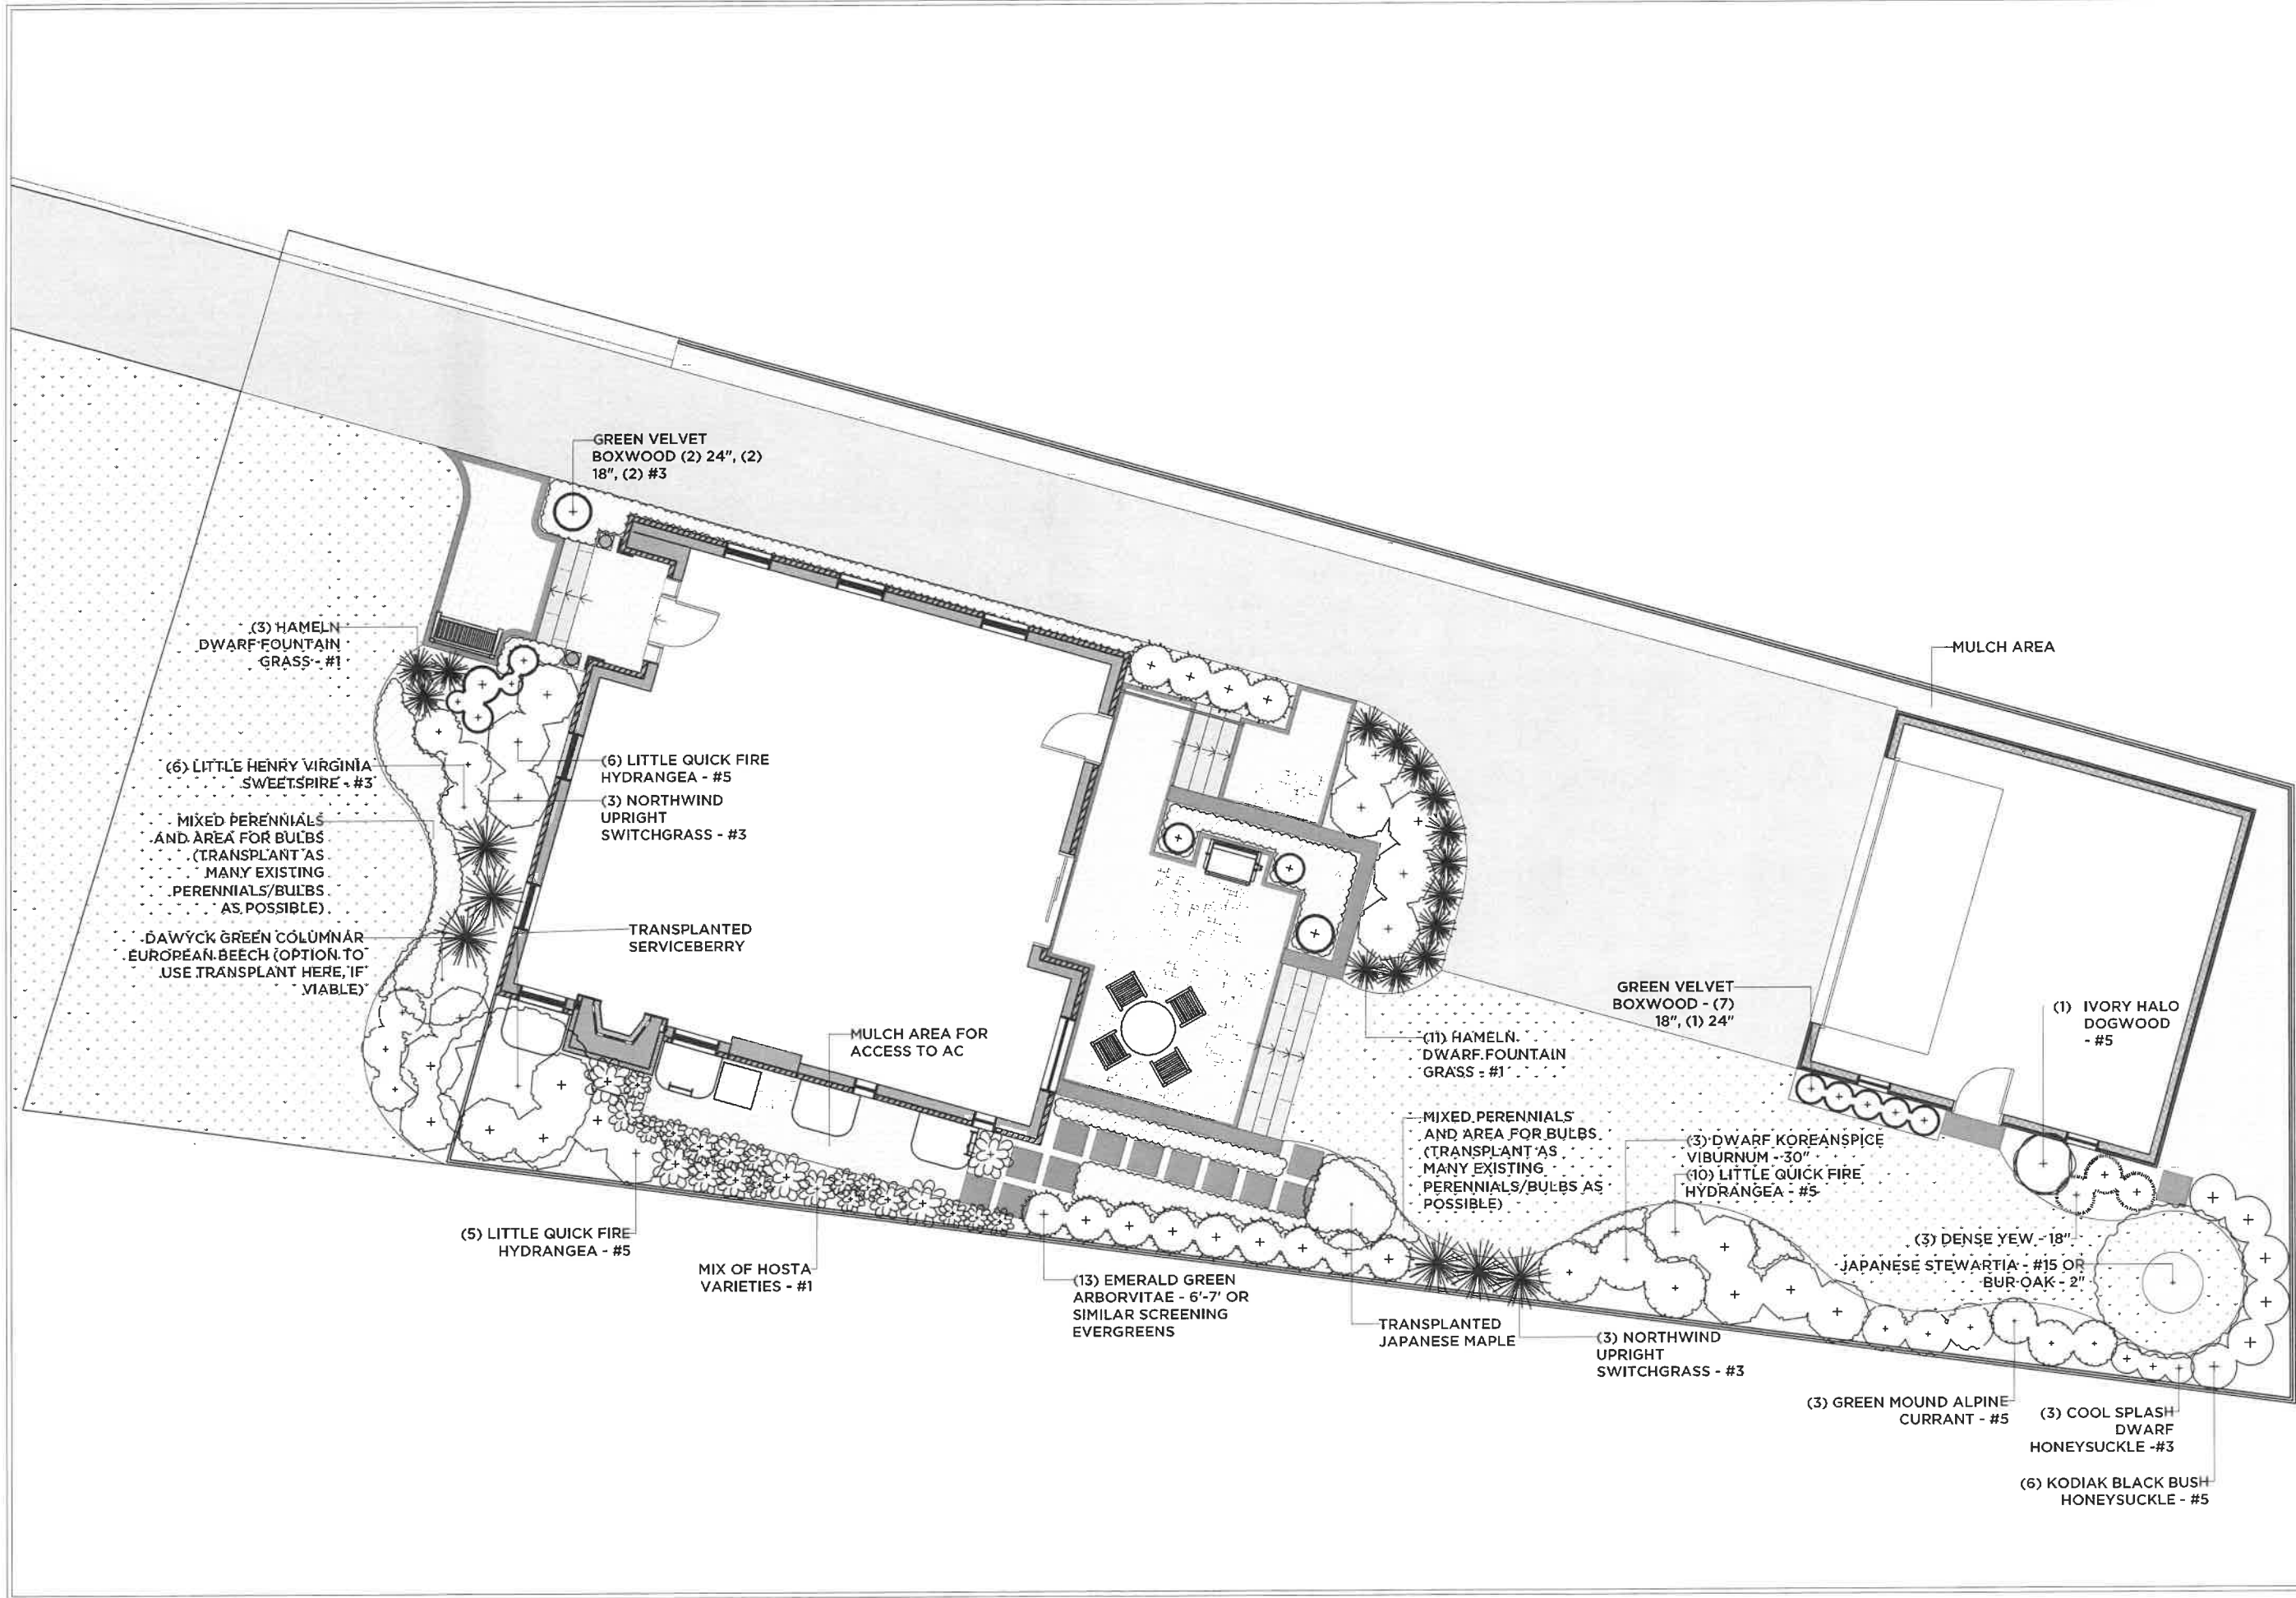 GREEN VELVET
BOXWOOD (2) 24", (2)
18", (2) #3
(3) HAMELN
DWARF FOUNTAIN
GRASS - #1
(6) LITTLE HENRY VIRGINIA
SWEETSPIRE - #3
MIXED PERENNIALS
AND AREA FOR BULBS
(TRANSPLANT AS
MANY EXISTING
PERENNIALS/BULBS
AS POSSIBLE)
DAWYCK GREEN COLUMNAR
EUROPEAN BEECH (OPTION TO
USE TRANSPLANT HERE, IF
VIABLE)
(6) LITTLE QUICK FIRE
HYDRANGEA - #5
(3) NORTHWIND
UPRIGHT
SWITCHGRASS - #3
TRANSPLANTED
SERVICEBERRY
MULCH AREA FOR
ACCESS TO AC
(5) LITTLE QUICK FIRE
HYDRANGEA - #5
MIX OF HOSTA
VARIETIES - #1
(13) EMERALD GREEN
ARBORVITAE - 6'-7' OR
SIMILAR SCREENING
EVERGREENS
(11) HAMELN
DWARF FOUNTAIN
GRASS - #1
MIXED PERENNIALS
AND AREA FOR BULBS
(TRANSPLANT AS
MANY EXISTING
PERENNIALS/BULBS AS
POSSIBLE)
TRANSPLANTED
JAPANESE MAPLE
(3) NORTHWIND
UPRIGHT
SWITCHGRASS - #3
GREEN VELVET
BOXWOOD - (7)
18", (1) 24"
(3) DWARF KOREANSPICE
VIBURNUM - 30"
(10) LITTLE QUICK FIRE
HYDRANGEA - #5
MULCH AREA
(1) IVORY HALO
DOGWOOD
- #5
(3) DENSE YEW - 18"
JAPANESE STEWARTIA - #15 OR
BUR OAK - 2"
(3) GREEN MOUND ALPINE
CURRANT - #5
(3) COOL SPLASH
DWARF
HONEYSUCKLE -#3
(6) KODIAK BLACK BUSH
HONEYSUCKLE - #5